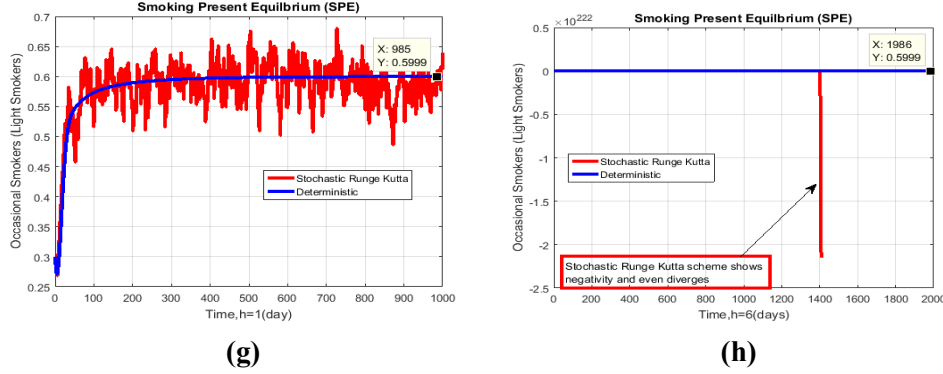 Smoking Present Equilbrium (SPE)
Occasional Smokers (Light Smokers)
0.7
0.65
0.6
0.55
0.5
0.45
0.4
0.35
0.3
0.25
X: 985
Y: 0.5999
Stochastic Runge Kutta
Deterministic
0 100 200 300 400 500 600 700 800 900 1000
Time,h=1(day)
(g)
×10^222
Smoking Present Equilibrium (SPE)
Occasional Smokers (Light Smokers)
0.5
0
-0.5
-1
-1.5
-2
-2.5
X: 1986
Y: 0.5999
Stochastic Runge Kutta
Deterministic
Stochastic Runge Kutta scheme shows
negativity and even diverges
0 200 400 600 800 1000 1200 1400 1600 1800 2000
Time,h=6(days)
(h)